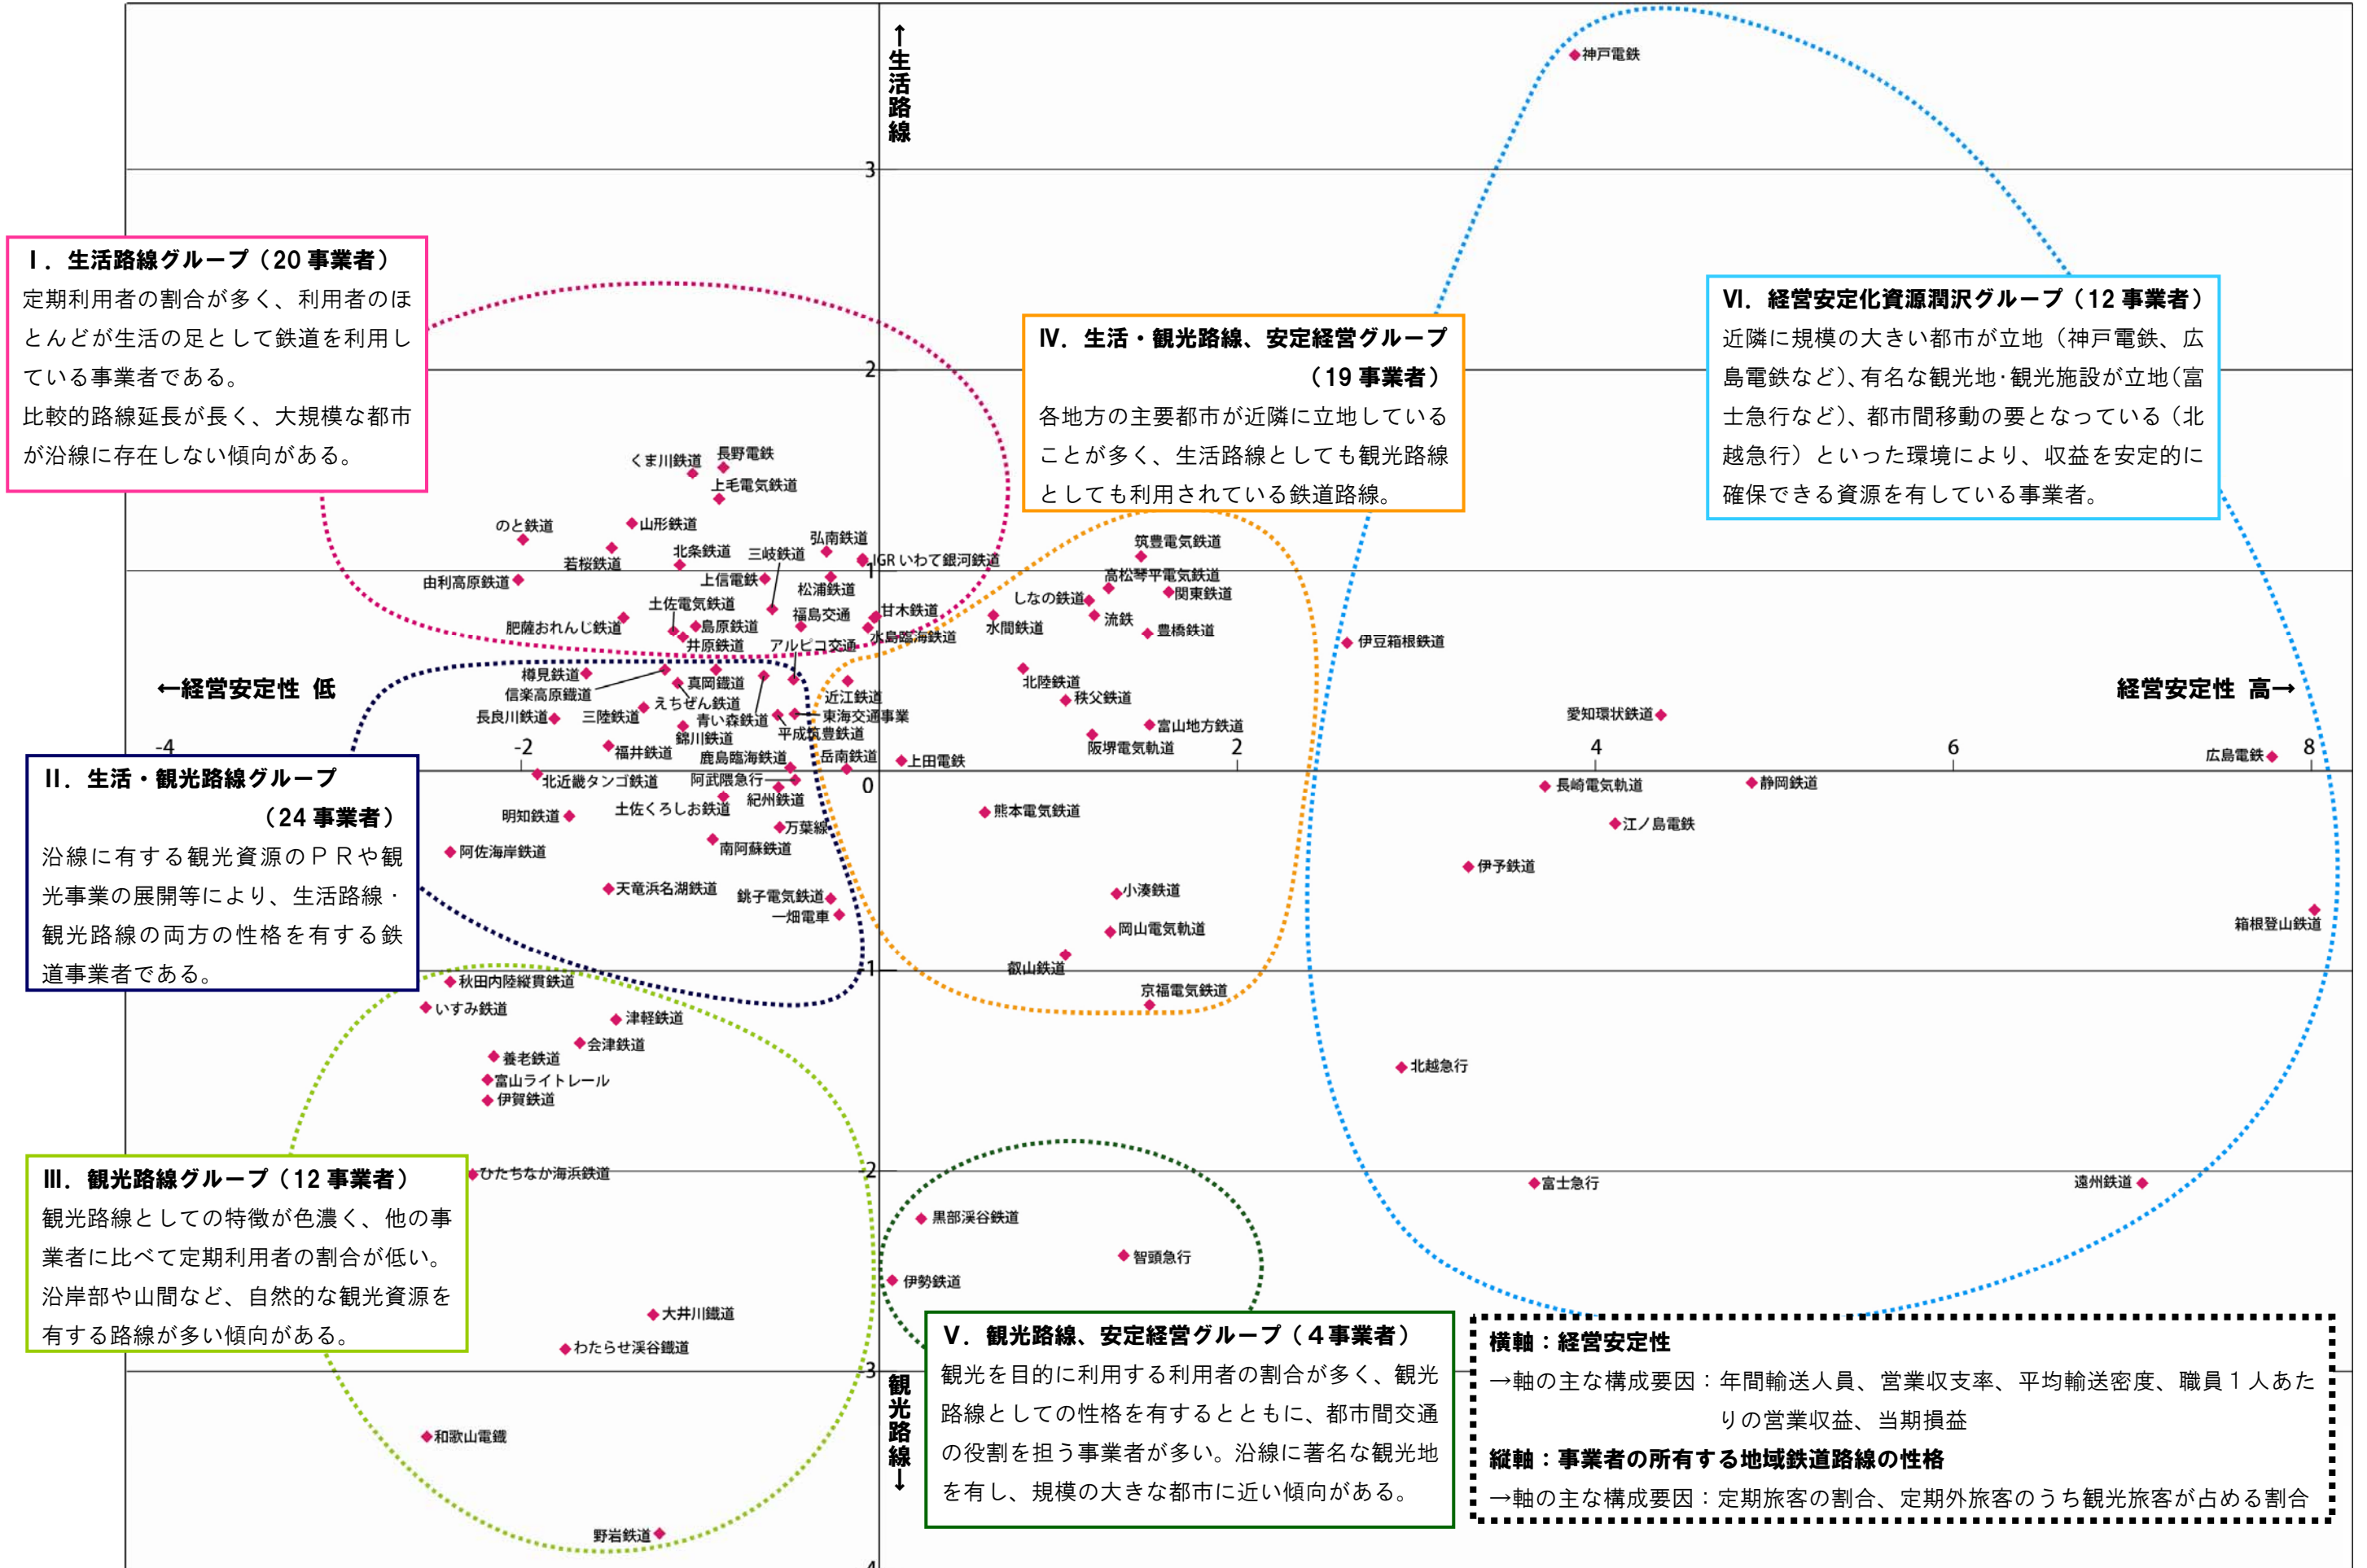 ↑生活路線
神戸電鉄
3
Ⅰ. 生活路線グループ（20 事業者）
定期利用者の割合が多く、利用者のほ
とんどが生活の足として鉄道を利用し
ている事業者である。
比較的路線延長が長く、大規模な都市
が沿線に存在しない傾向がある。
Ⅳ. 生活・観光路線、安定経営グループ
（19 事業者）
各地方の主要都市が近隣に立地している
ことが多く、生活路線としても観光路線
としても利用されている鉄道路線。
Ⅵ. 経営安定化資源潤沢グループ（12 事業者）
近隣に規模の大きい都市が立地（神戸電鉄、広
島電鉄など）、有名な観光地・観光施設が立地（富
士急行など）、都市間移動の要となっている（北
越急行）といった環境により、収益を安定的に
確保できる資源を有している事業者。
2
長野電鉄
くま川鉄道
上毛電気鉄道
のと鉄道
山形鉄道
弘南鉄道
筑豊電気鉄道
北条鉄道
三岐鉄道
若桜鉄道
IGR いわて銀河鉄道
1
由利高原鉄道
上信電鉄
松浦鉄道
高松琴平電気鉄道
関東鉄道
しなの鉄道
土佐電気鉄道
福島交通
甘木鉄道
流鉄
肥薩おれんじ鉄道
島原鉄道
水島臨海鉄道
水間鉄道
豊橋鉄道
井原鉄道
アルピコ交通
伊豆箱根鉄道
樽見鉄道
真岡鐵道
近江鉄道
北陸鉄道
←経営安定性 低
経営安定性 高→
信楽高原鐵道
えちぜん鉄道
秩父鉄道
長良川鉄道
三陸鉄道
青い森鉄道
東海交通事業
愛知環状鉄道
錦川鉄道
平成筑豊鉄道
富山地方鉄道
福井鉄道
鹿島臨海鉄道
岳南鉄道
上田電鉄
阪堺電気軌道
広島電鉄
-4
-2
0
2
4
6
8
北近畿タンゴ鉄道
阿武隈急行
長崎電気軌道
静岡鉄道
土佐くろしお鉄道
紀州鉄道
明知鉄道
万葉線
熊本電気鉄道
江ノ島電鉄
阿佐海岸鉄道
南阿蘇鉄道
伊予鉄道
天竜浜名湖鉄道
銚子電気鉄道
小湊鉄道
一畑電車
岡山電気軌道
箱根登山鉄道
叡山鉄道
Ⅱ. 生活・観光路線グループ
（24 事業者）
沿線に有する観光資源のＰＲや観
光事業の展開等により、生活路線・
観光路線の両方の性格を有する鉄
道事業者である。
-1
秋田内陸縦貫鉄道
京福電気鉄道
いすみ鉄道
津軽鉄道
会津鉄道
養老鉄道
北越急行
富山ライトレール
伊賀鉄道
-2
ひたちなか海浜鉄道
富士急行
遠州鉄道
黒部渓谷鉄道
智頭急行
伊勢鉄道
Ⅲ. 観光路線グループ（12 事業者）
観光路線としての特徴が色濃く、他の事
業者に比べて定期利用者の割合が低い。
沿岸部や山間など、自然的な観光資源を
有する路線が多い傾向がある。
大井川鐵道
わたらせ渓谷鐵道
-3
観光路線↓
Ⅴ. 観光路線、安定経営グループ（４事業者）
観光を目的に利用する利用者の割合が多く、観光
路線としての性格を有するとともに、都市間交通
の役割を担う事業者が多い。沿線に著名な観光地
を有し、規模の大きな都市に近い傾向がある。
横軸：経営安定性
→軸の主な構成要因：年間輸送人員、営業収支率、平均輸送密度、職員１人あた
りの営業収益、当期損益
縦軸：事業者の所有する地域鉄道路線の性格
→軸の主な構成要因：定期旅客の割合、定期外旅客のうち観光旅客が占める割合
和歌山電鐵
野岩鉄道
-4